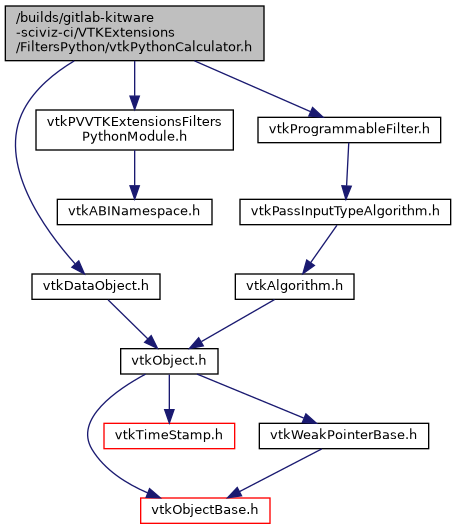 /builds/gitlab-kitware
-sciviz-ci/VTKExtensions
/FiltersPython/vtkPythonCalculator.h
vtkPVVTKExtensionsFilters
PythonModule.h
vtkProgrammableFilter.h
vtkABINamespace.h
vtkPassInputTypeAlgorithm.h
vtkDataObject.h
vtkAlgorithm.h
vtkObject.h
vtkTimeStamp.h
vtkWeakPointerBase.h
vtkObjectBase.h